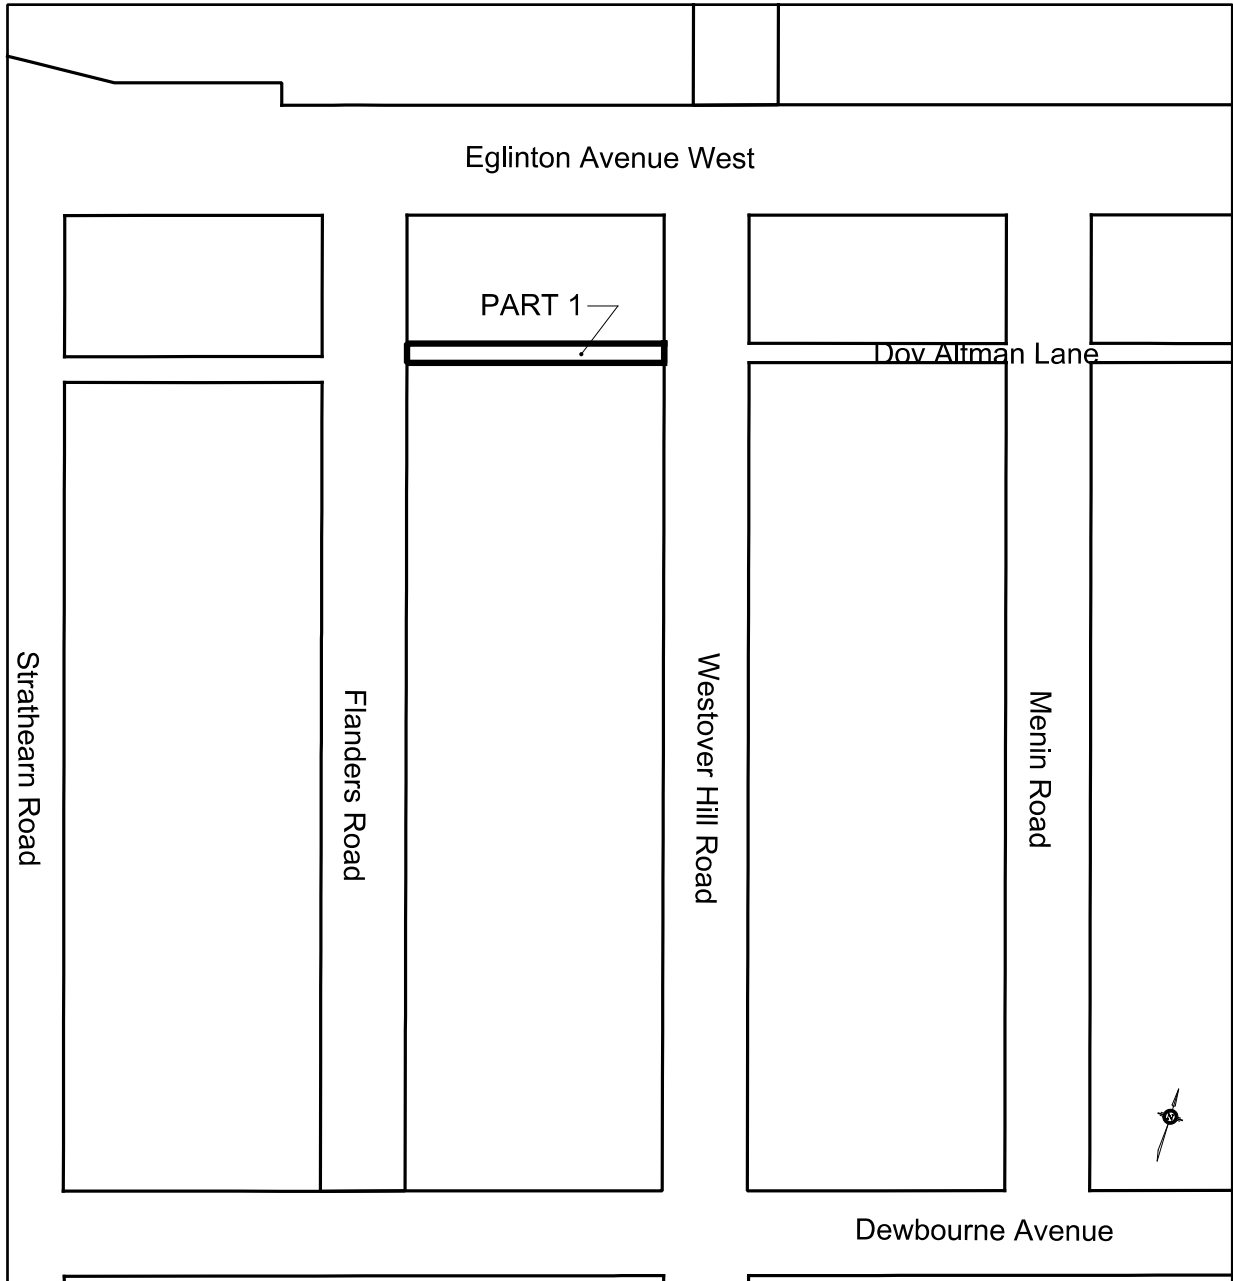 Eglinton Avenue West
PART 1
Dov Altman Lane
Strathearn Road
Flanders Road
Westover Hill Road
Menin Road
Dewbourne Avenue